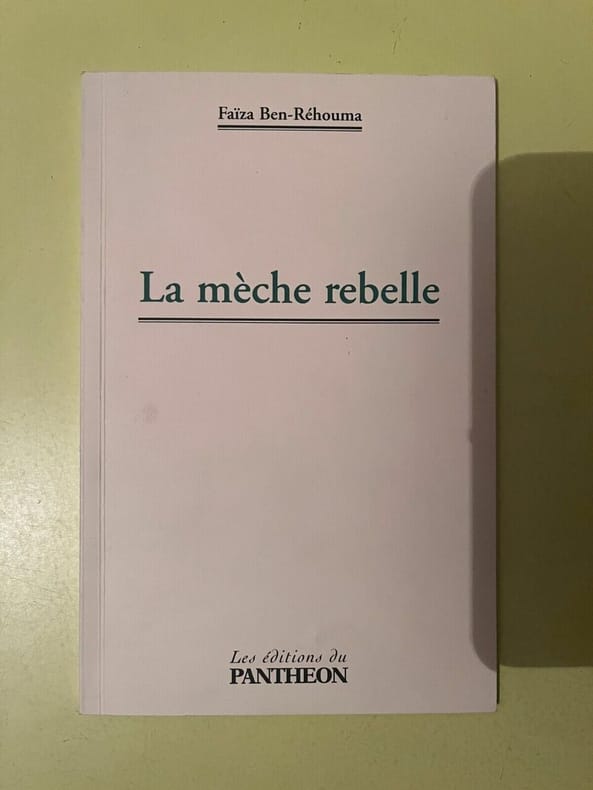 Faïza Ben-Réhouma
La mèche rebelle
Les éditions du
PANTHEON